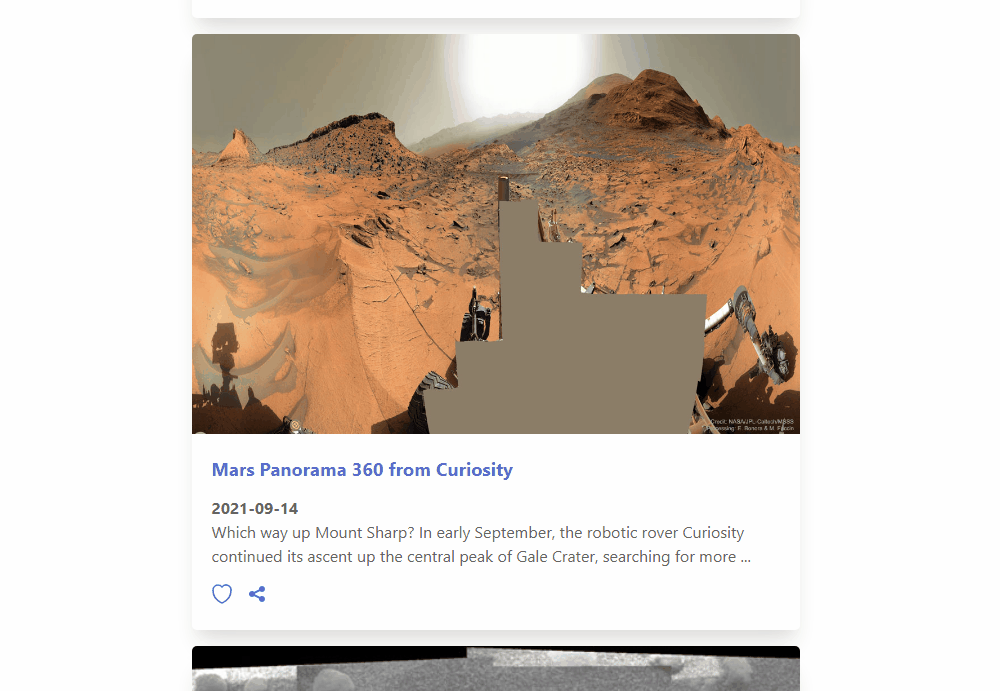 Credit: NASA/JPL-Caltech/MSSS
Processing: E. Bonora & M. Faccin
Mars Panorama 360 from Curiosity
2021-09-14
Which way up Mount Sharp? In early September, the robotic rover Curiosity
continued its ascent up the central peak of Gale Crater, searching for more ...